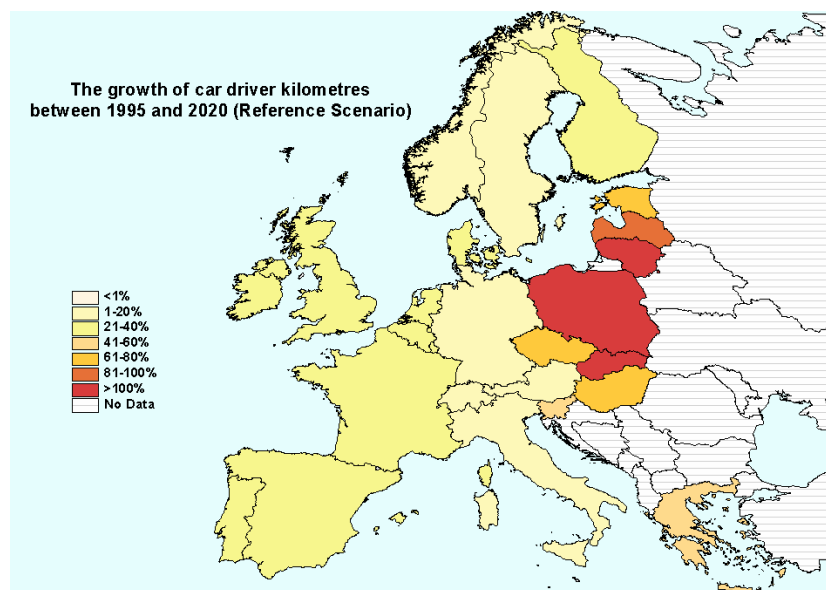 The growth of car driver kilometres
between 1995 and 2020 (Reference Scenario)
<1%
1-20%
21-40%
41-60%
61-80%
81-100%
>100%
No Data